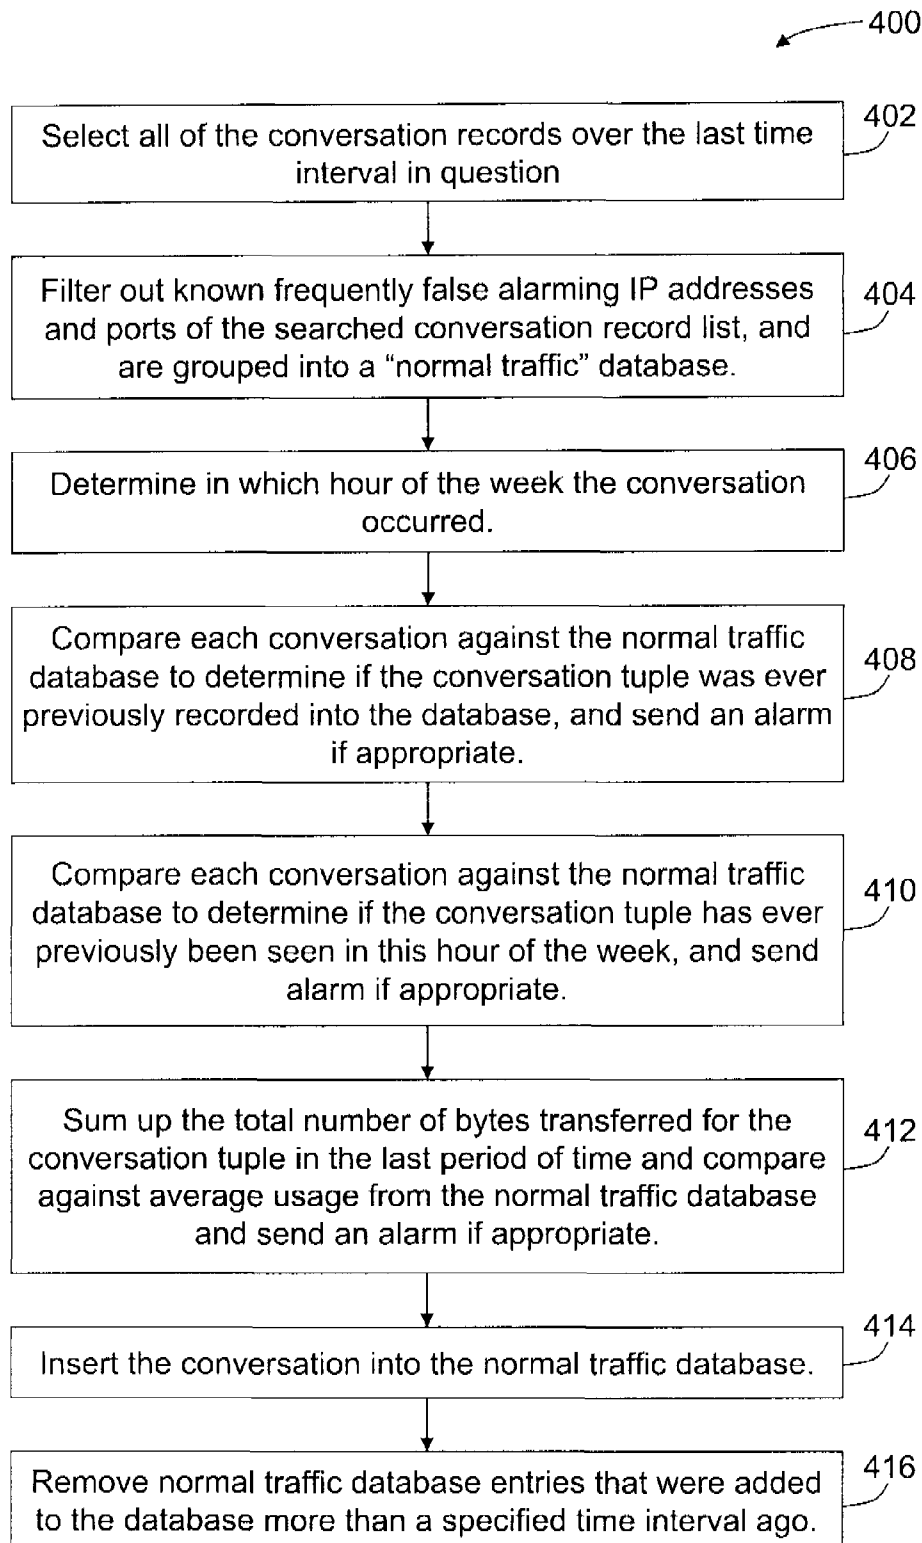 400
402
Select all of the conversation records over the last time
interval in question
404
Filter out known frequently false alarming IP addresses
and ports of the searched conversation record list, and
are grouped into a “normal traffic” database.
406
Determine in which hour of the week the conversation
occurred.
408
Compare each conversation against the normal traffic
database to determine if the conversation tuple was ever
previously recorded into the database, and send an alarm
if appropriate.
410
Compare each conversation against the normal traffic
database to determine if the conversation tuple has ever
previously been seen in this hour of the week, and send
alarm if appropriate.
412
Sum up the total number of bytes transferred for the
conversation tuple in the last period of time and compare
against average usage from the normal traffic database
and send an alarm if appropriate.
414
Insert the conversation into the normal traffic database.
416
Remove normal traffic database entries that were added
to the database more than a specified time interval ago.